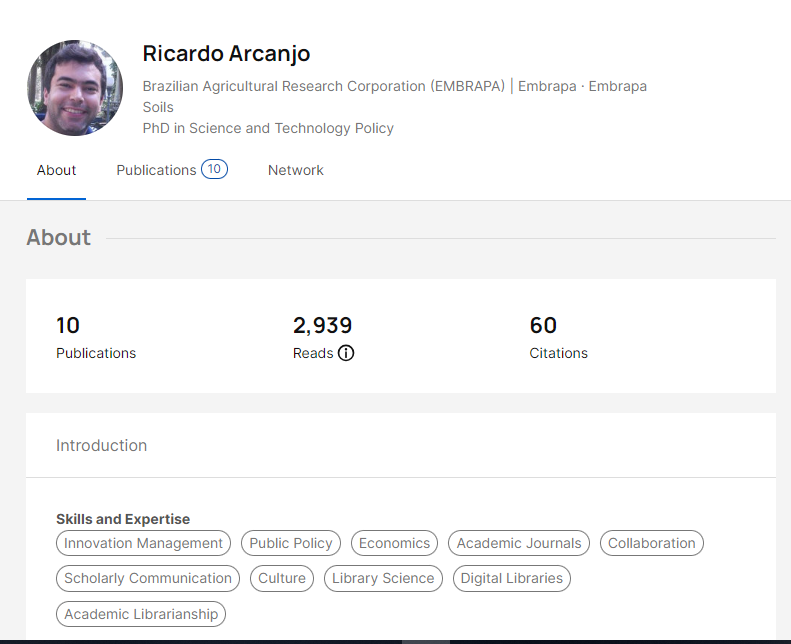 Ricardo Arcanjo
Brazilian Agricultural Research Corporation (EMBRAPA) | Embrapa · Embrapa
Soils
PhD in Science and Technology Policy
About Publications 10 Network
About
10 2,939 60
Publications Reads Citations
Introduction
Skills and Expertise
Innovation Management Public Policy Economics Academic Journals Collaboration
Scholarly Communication Culture Library Science Digital Libraries
Academic Librarianship